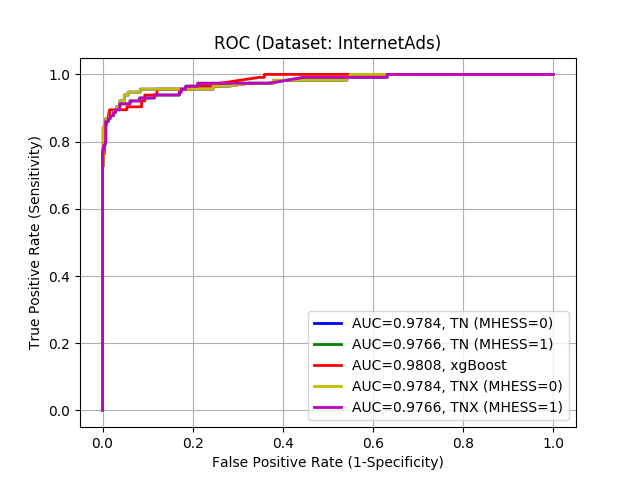 ROC (Dataset: InternetAds)
True Positive Rate (Sensitivity)
1.0
0.8
0.6
0.4
0.2
0.0
AUC=0.9784, TN (MHESS=0)
AUC=0.9766, TN (MHESS=1)
AUC=0.9808, xgBoost
AUC=0.9784, TNX (MHESS=0)
AUC=0.9766, TNX (MHESS=1)
0.0 0.2 0.4 0.6 0.8 1.0
False Positive Rate (1-Specificity)